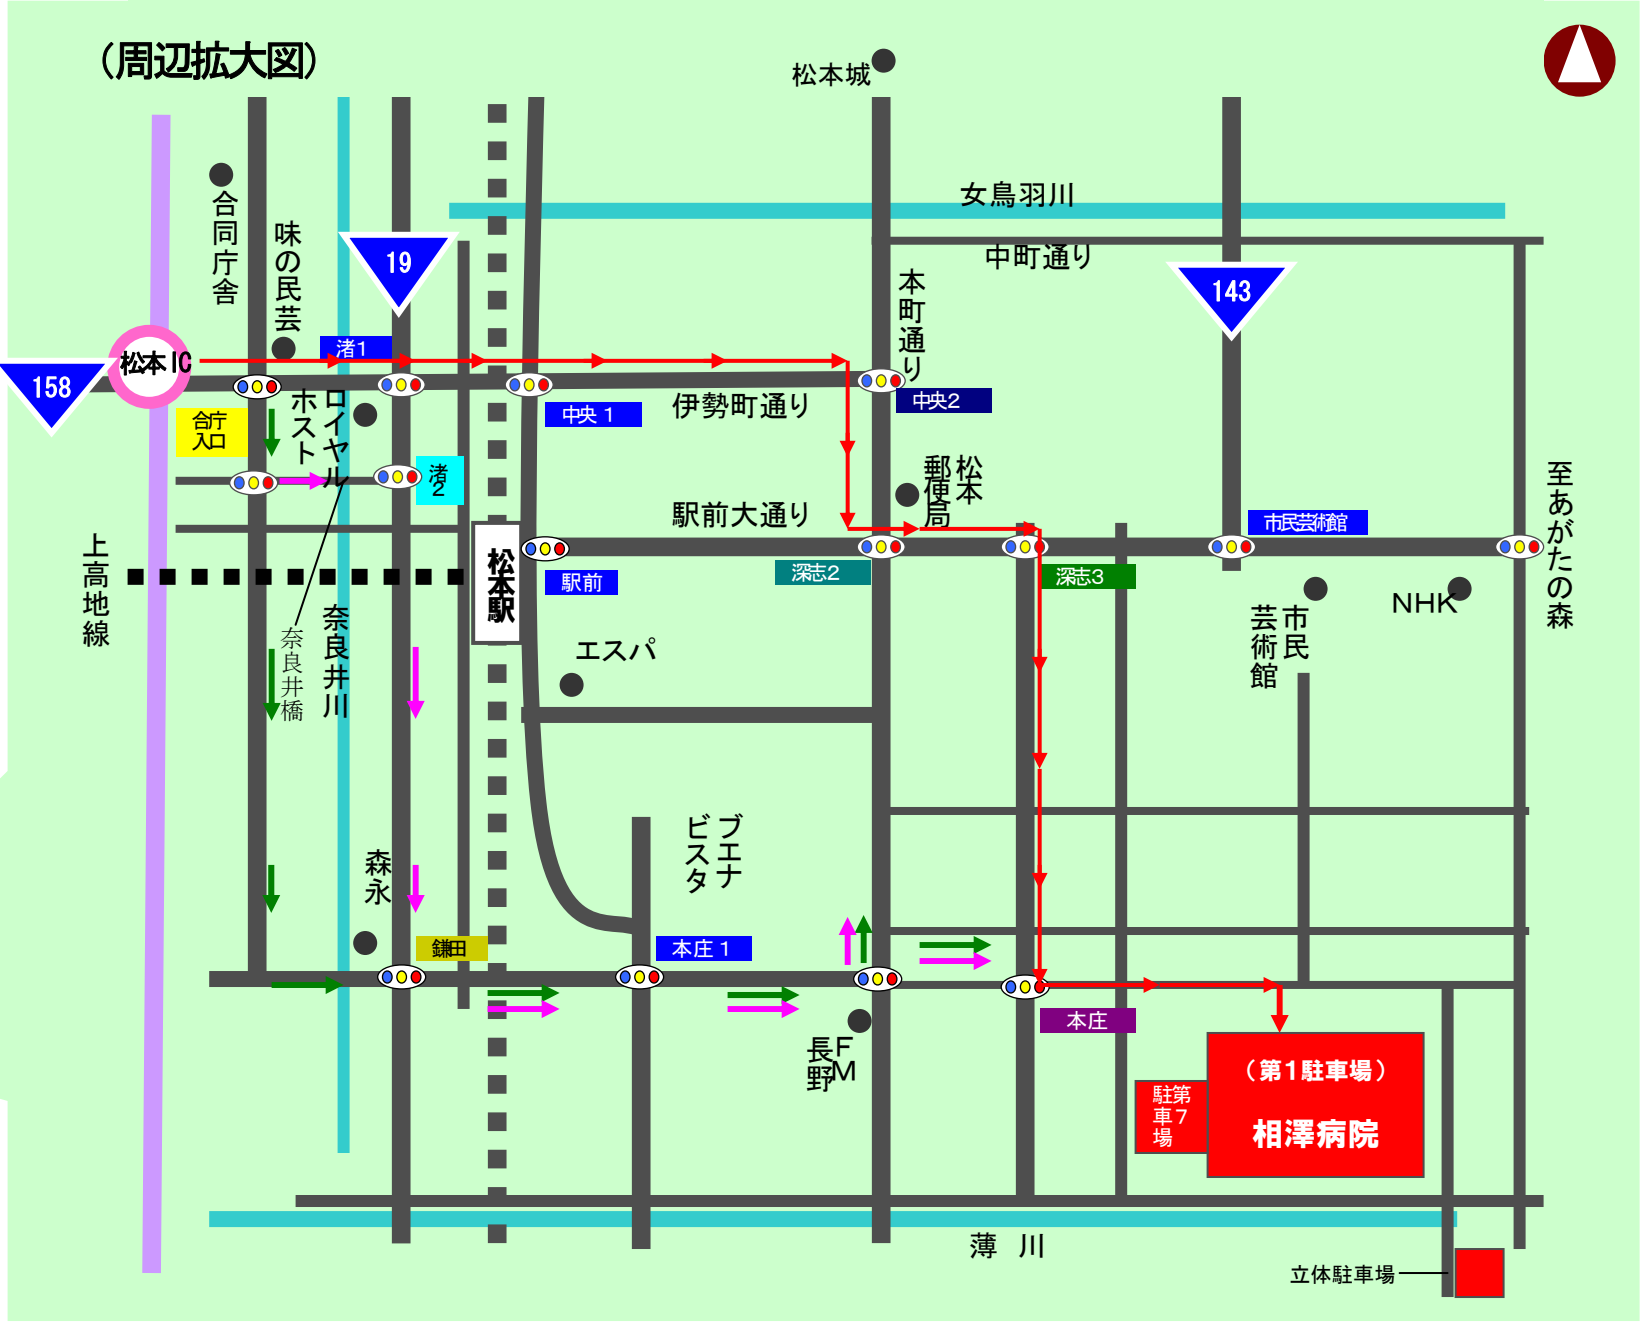 （周辺拡大図）
松本城
女鳥羽川
中町通り
合同庁舎
味の民芸
19
143
本町通り
渚1
松本IC
158
中央1
伊勢町通り
中央2
合庁
入口
ロイヤル
ホスト
渚
2
松本
郵便局
駅前大通り
市民芸術館
至あがたの森
松本駅
駅前
深志2
深志3
上高地線
奈良井橋
奈良井川
エスパ
市民
芸術館
NHK
ブエナ
ビスタ
森永
鎌田
本庄1
本庄
FM
長野
（第1駐車場）
相澤病院
第7
駐車場
薄川
立体駐車場